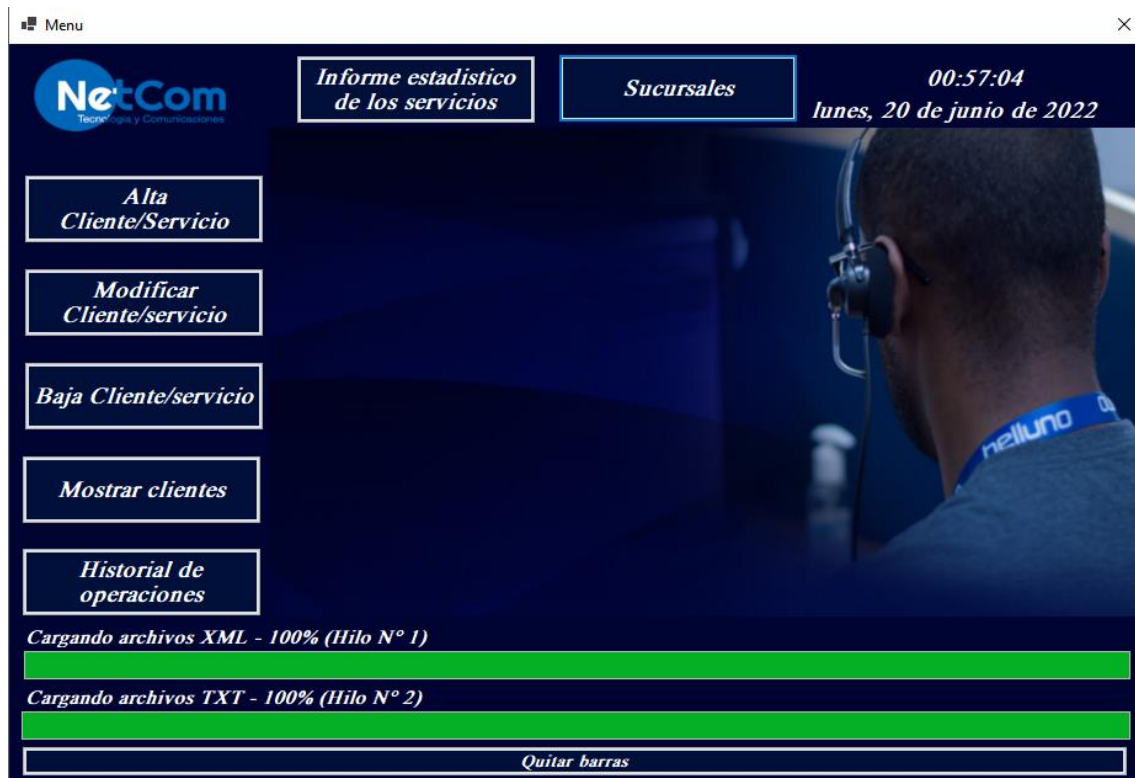 Menu
NetCom
Tecnología y Comunicaciones
Informe estadistico
de los servicios
Sucursales
00:57:04
lunes, 20 de junio de 2022
Alta
Cliente/Servicio
Modificar
Cliente/servicio
Baja Cliente/servicio
Mostrar clientes
Historial de
operaciones
helluno
Cargando archivos XML - 100% (Hilo N° 1)
Cargando archivos TXT - 100% (Hilo N° 2)
Quitar barras